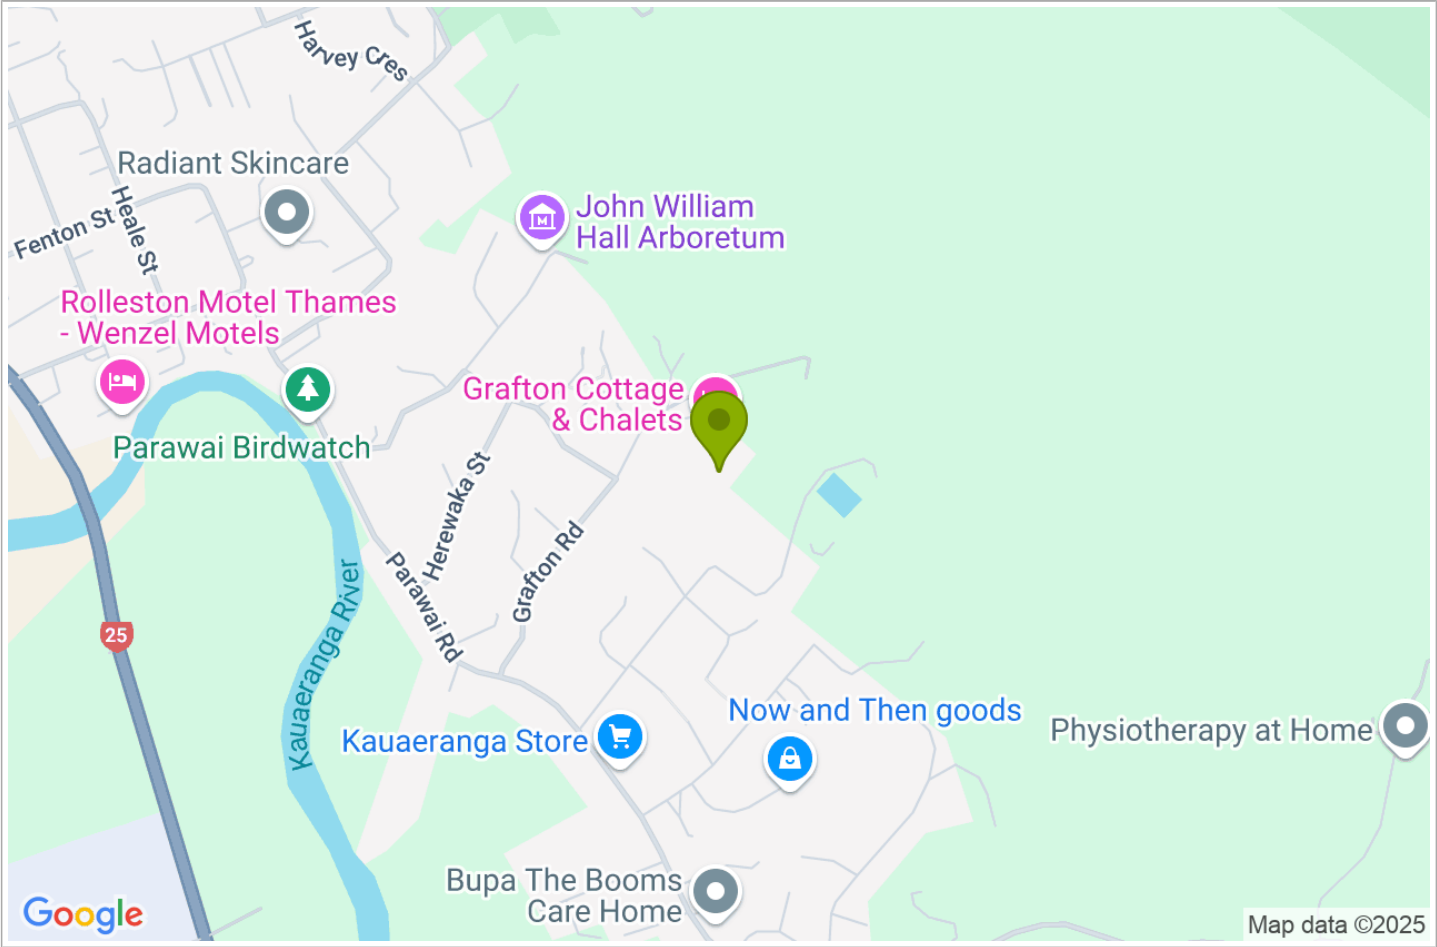 Harvey Cres
Radiant Skincare
Heale St
Fenton St
John William
Hall Arboretum
Rolleston Motel Thames
- Wenzel Motels
Grafton Cottage
& Chalets
Parawai Birdwatch
Herewaka St
Grafton Rd
Parawai Rd
Kauaeranga River
25
Now and Then goods
Physiotherapy at Home
Kauaeranga Store
Bupa The Booms
Care Home
Google
Map data ©2025